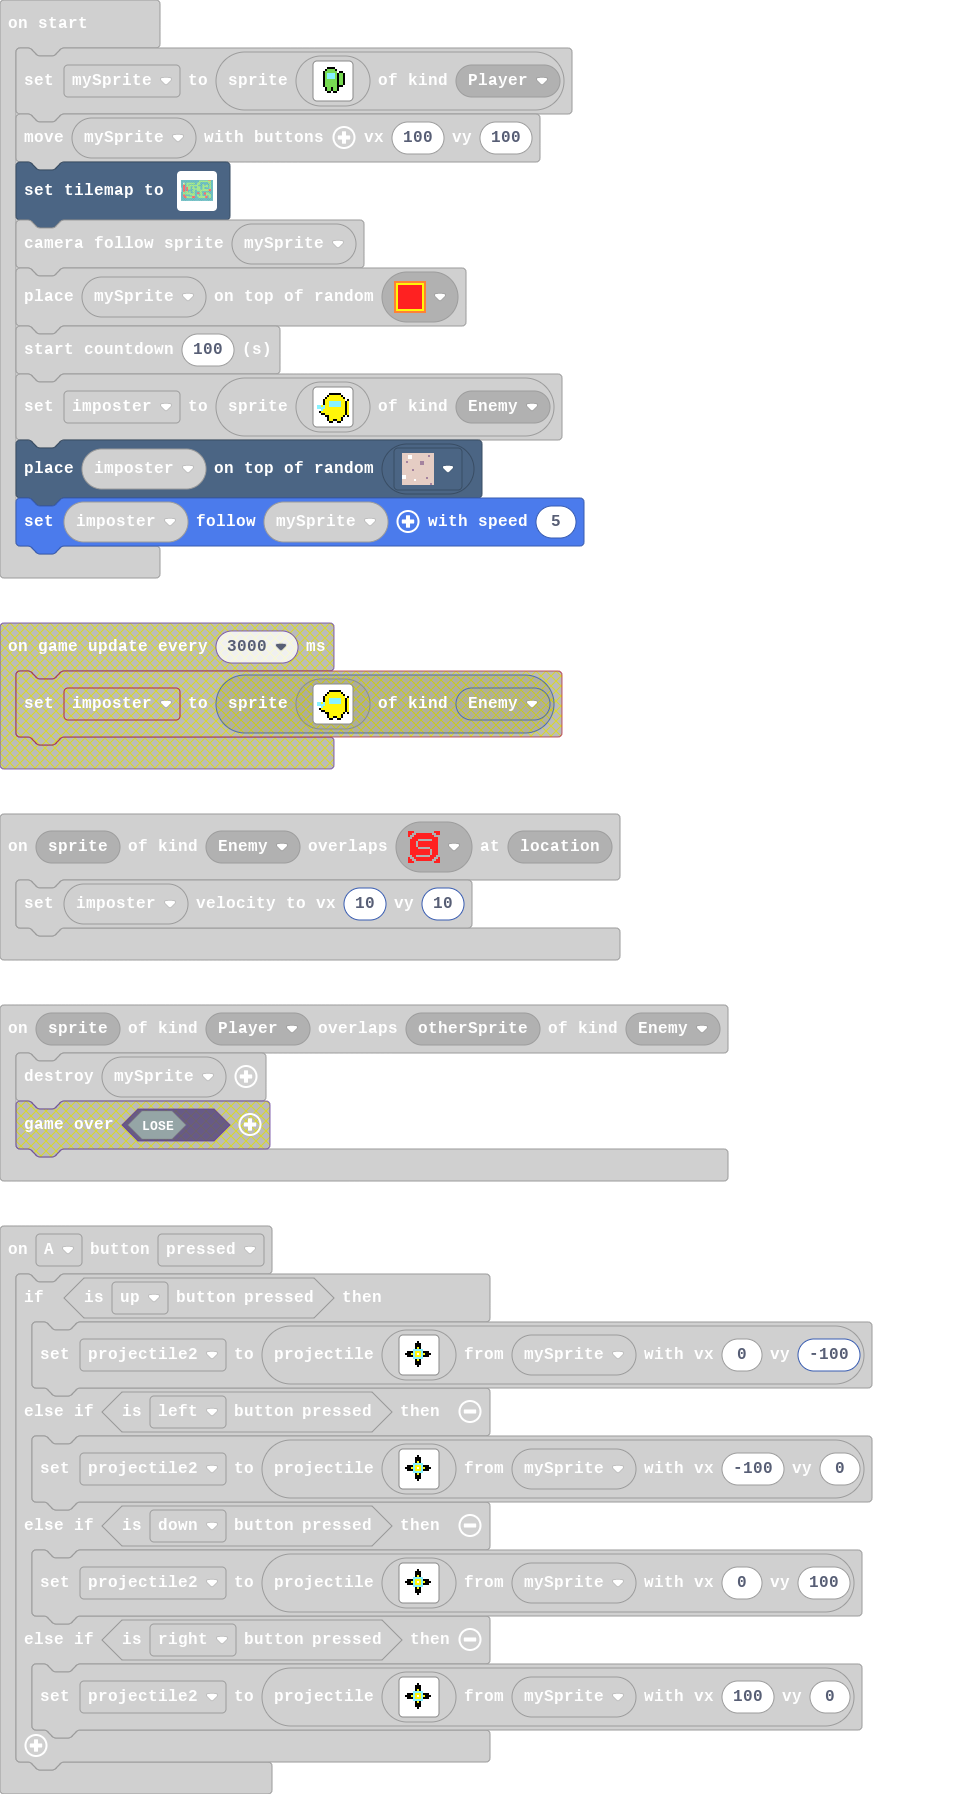 on start
set mySprite to sprite of kind Player
move mySprite with buttons vx 100 vy 100
set tilemap to
camera follow sprite mySprite
place mySprite on top of random
start countdown 100 (s)
set imposter to sprite of kind Enemy
place imposter on top of random
set imposter follow mySprite with speed 5
on game update every 3000 ms
set imposter to sprite of kind Enemy
on sprite of kind Enemy overlaps at location
set imposter velocity to vx 10 vy 10
on sprite of kind Player overlaps otherSprite of kind Enemy
destroy mySprite
game over LOSE
on A button pressed
if is up button pressed then
set projectile2 to projectile from mySprite with vx 0 vy -100
else if is left button pressed then
set projectile2 to projectile from mySprite with vx -100 vy 0
else if is down button pressed then
set projectile2 to projectile from mySprite with vx 0 vy 100
else if is right button pressed then
set projectile2 to projectile from mySprite with vx 100 vy 0